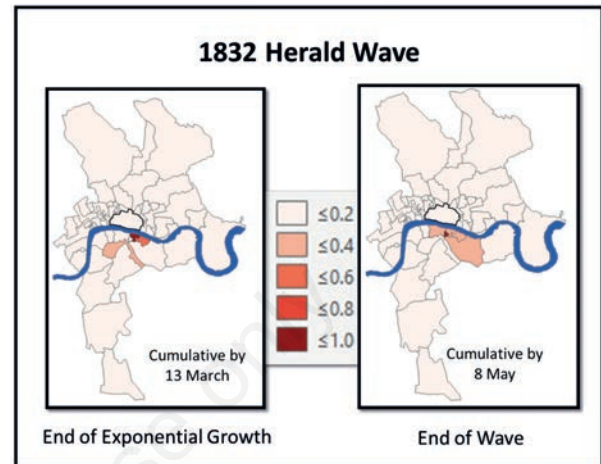 1832 Herald Wave
≤0.2
≤0.4
≤0.6
≤0.8
≤1.0
Cumulative by
13 March
Cumulative by
8 May
End of Exponential Growth
End of Wave